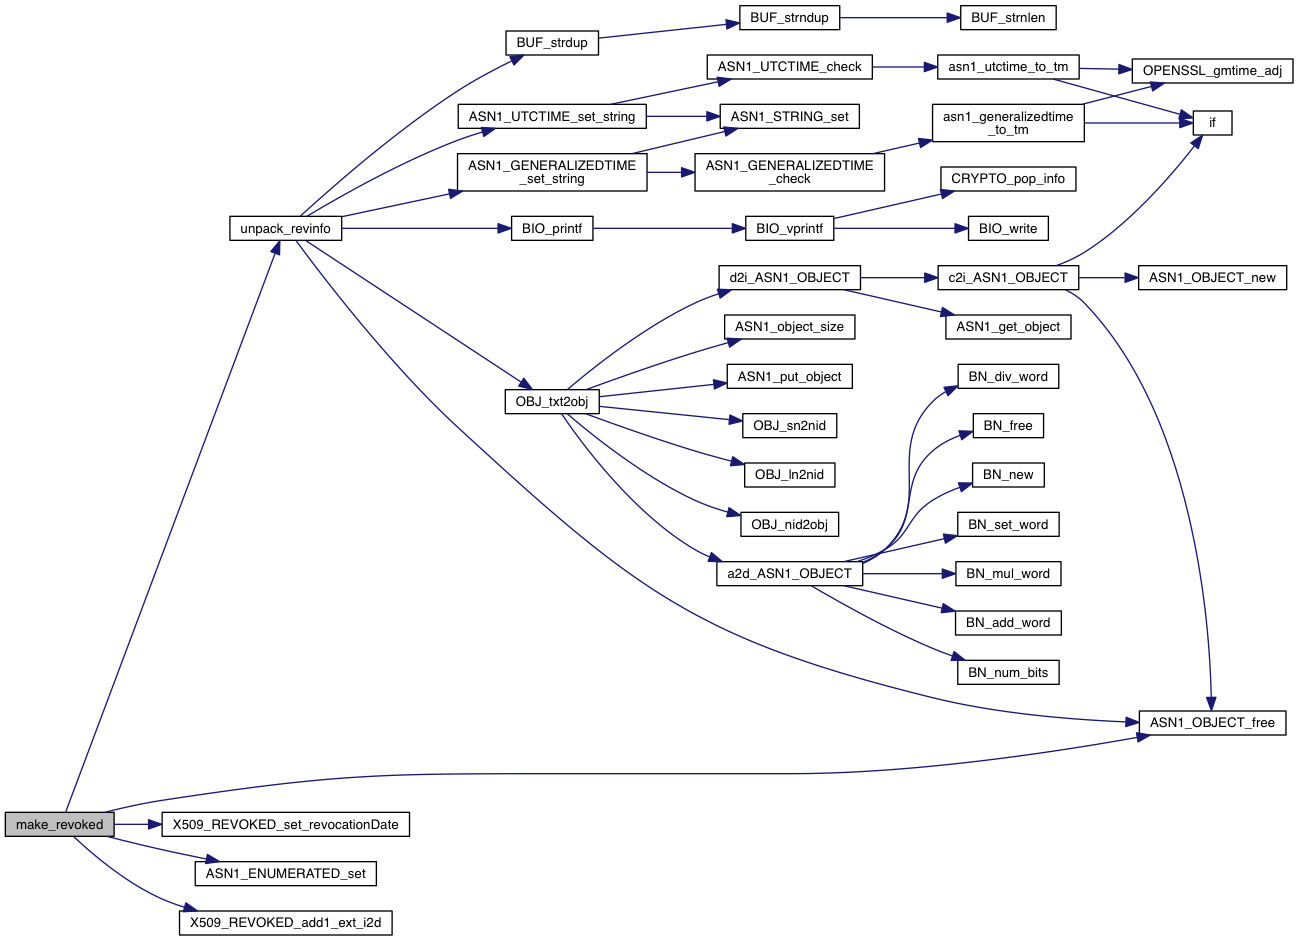 BUF_strndup
BUF_strnlen
BUF_strdup
ASN1_UTCTIME_check
asn1_utctime_to_tm
OPENSSL_gmtime_adj
ASN1_UTCTIME_set_string
ASN1_STRING_set
asn1_generalizedtime
_to_tm
if
ASN1_GENERALIZEDTIME
_set_string
ASN1_GENERALIZEDTIME
_check
CRYPTO_pop_info
unpack_revinfo
BIO_printf
BIO_vprintf
BIO_write
d2i_ASN1_OBJECT
c2i_ASN1_OBJECT
ASN1_OBJECT_new
ASN1_object_size
ASN1_get_object
ASN1_put_object
BN_div_word
OBJ_txt2obj
OBJ_sn2nid
BN_free
OBJ_ln2nid
BN_new
OBJ_nid2obj
BN_set_word
a2d_ASN1_OBJECT
BN_mul_word
BN_add_word
BN_num_bits
ASN1_OBJECT_free
make_revoked
X509_REVOKED_set_revocationDate
ASN1_ENUMERATED_set
X509_REVOKED_add1_ext_i2d